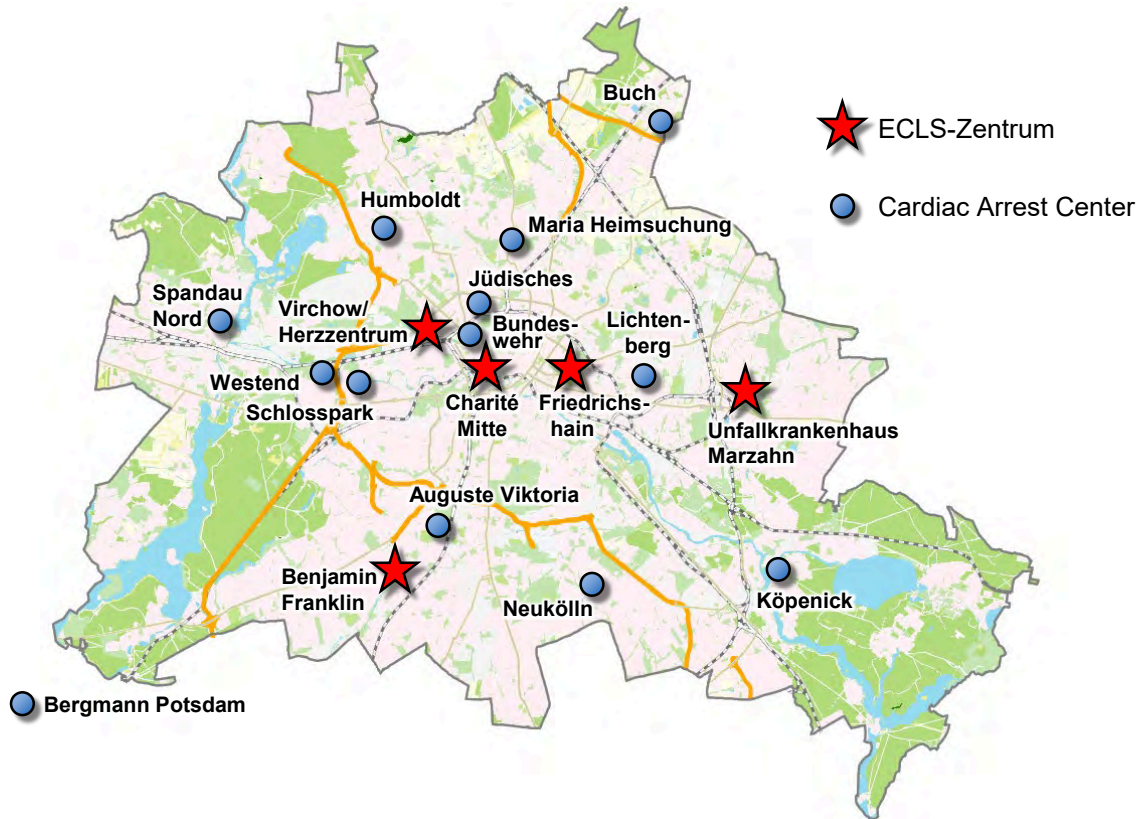 Buch
ECLS-Zentrum
Humboldt
Cardiac Arrest Center
Maria Heimsuchung
Jüdisches
Spandau
Nord
Virchow/
Herzzentrum
Bundes-
wehr
Lichten-
berg
Westend
Schlosspark
Charité
Mitte
Friedrichs-
hain
Unfallkrankenhaus
Marzahn
Auguste Viktoria
Benjamin
Franklin
Neukölln
Köpenick
Bergmann Potsdam